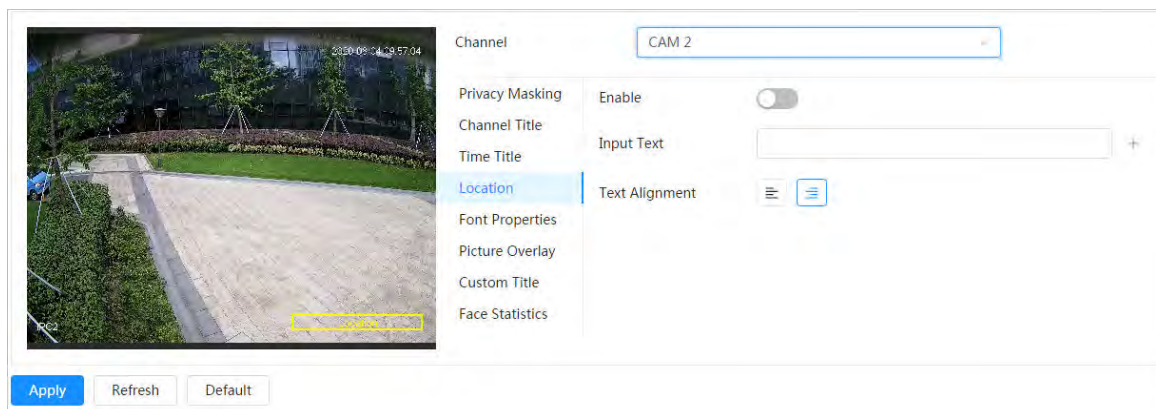 Channel
CAM 2
Privacy Masking
Channel Title
Time Title
Location
Font Properties
Picture Overlay
Custom Title
Face Statistics
Enable
Input Text
+
Text Alignment
IPC2
Apply
Refresh
Default